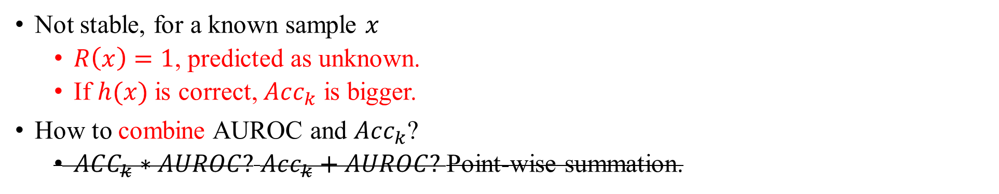 • Not stable, for a known sample x
• R(x) = 1, predicted as unknown.
• If h(x) is correct, Acc_k is bigger.
• How to combine AUROC and Acc_k?
• ACC_k * AUROC? Acc_k + AUROC? Point-wise summation.